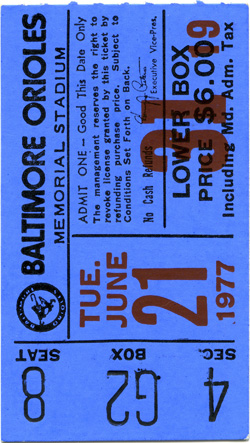 BALTIMORE ORIOLES
MEMORIAL STADIUM
ADMIT ONE — Good This Date Only
The management reserves the right to
revoke license granted by this ticket by
refunding purchase price. Subject to
Conditions Set Forth on Back.
No Cash Refunds
Executive Vice-Pres.
LOWER BOX
PRICE $6.00
Including Md. Adm. Tax
TUE.
JUNE
21
1977
SEAT BOX SEC.
8 G2 4